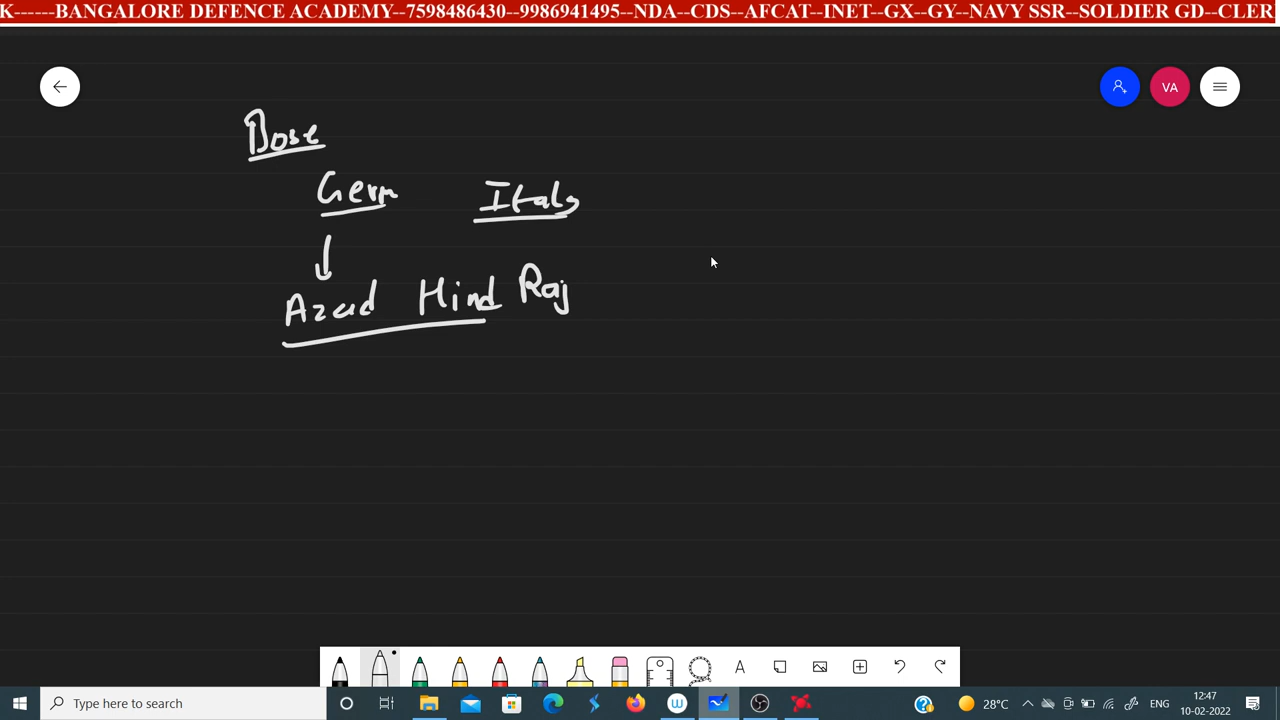 K------BANGALORE DEFENCE ACADEMY--7598486430--9986941495--NDA--CDS--AFCAT--INET--GX--GY--NAVY SSR--SOLDIER GD--CLER
VA
Bose
Germ Italy
Azad Hind Raj
A
Type here to search
28°C
ENG
12:47
10-02-2022